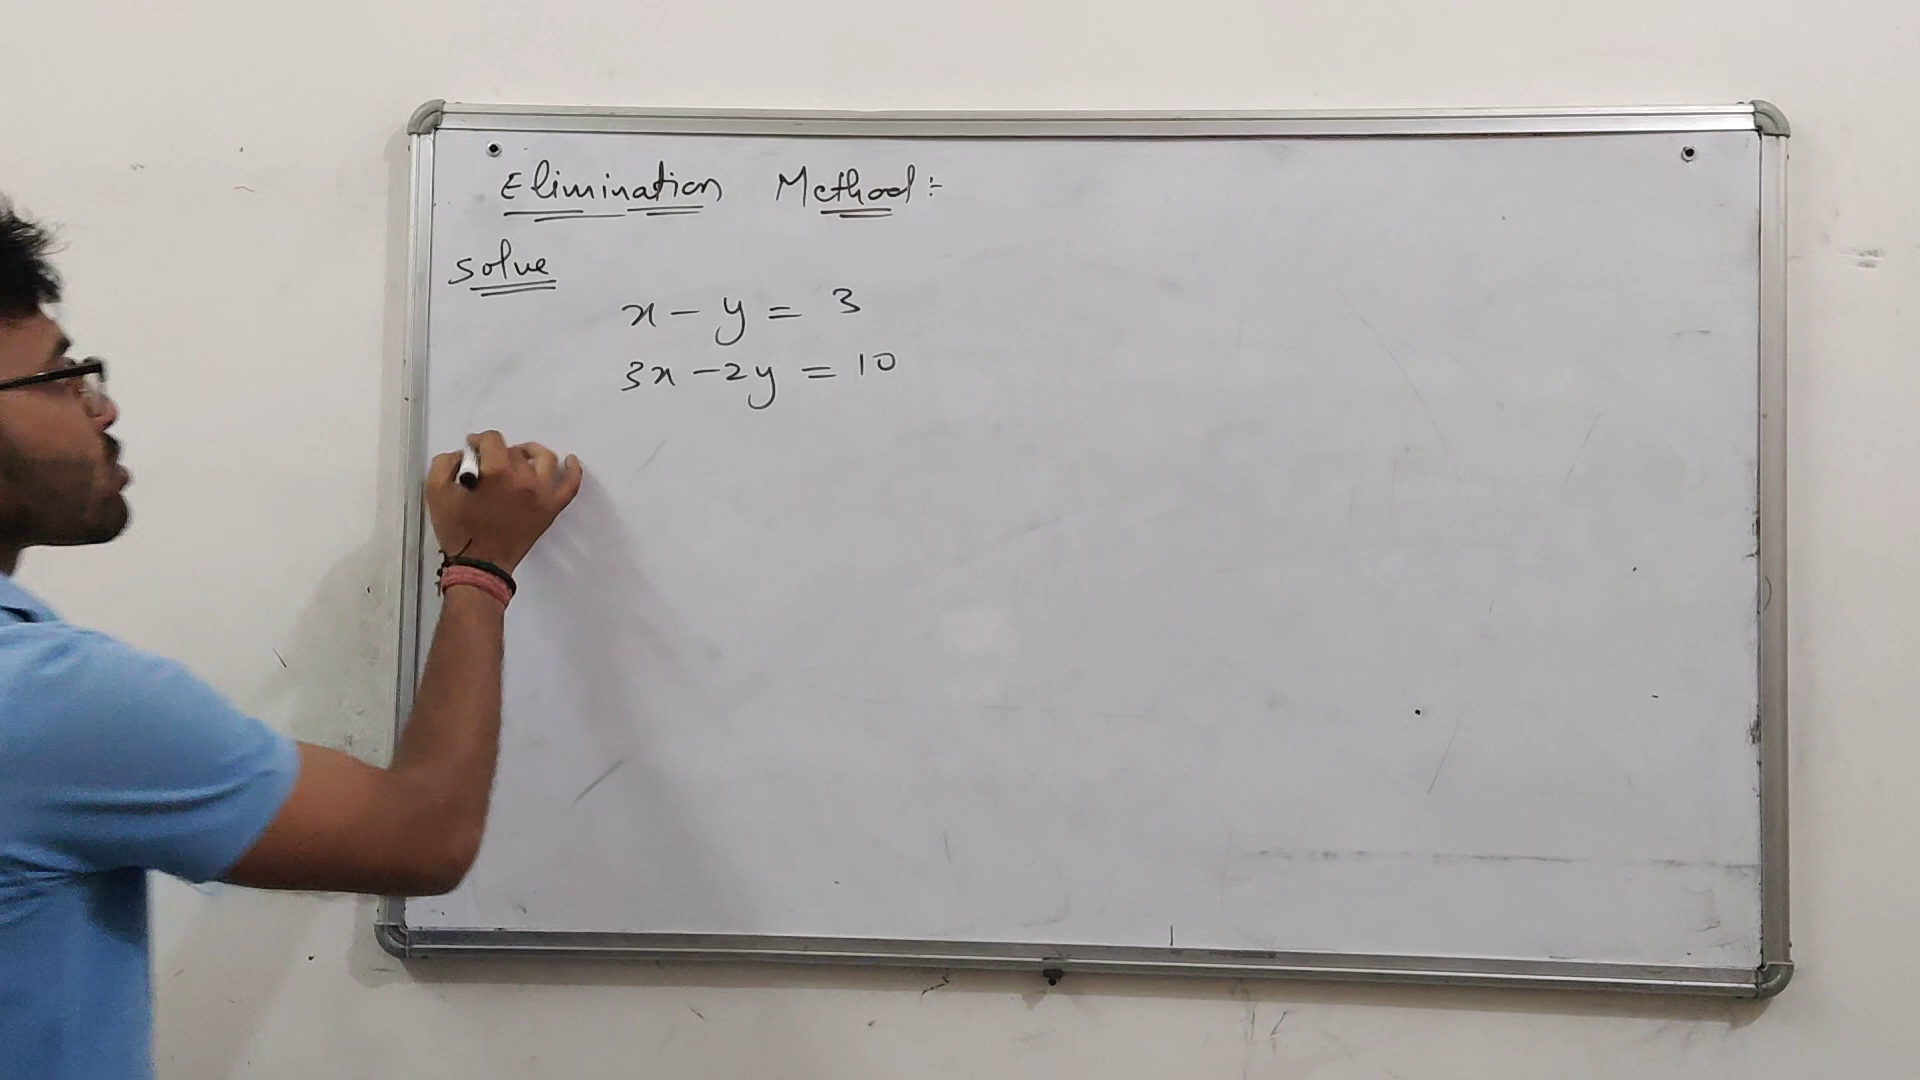 Elimination Method :-
Solve
x - y = 3
3x - 2y = 10